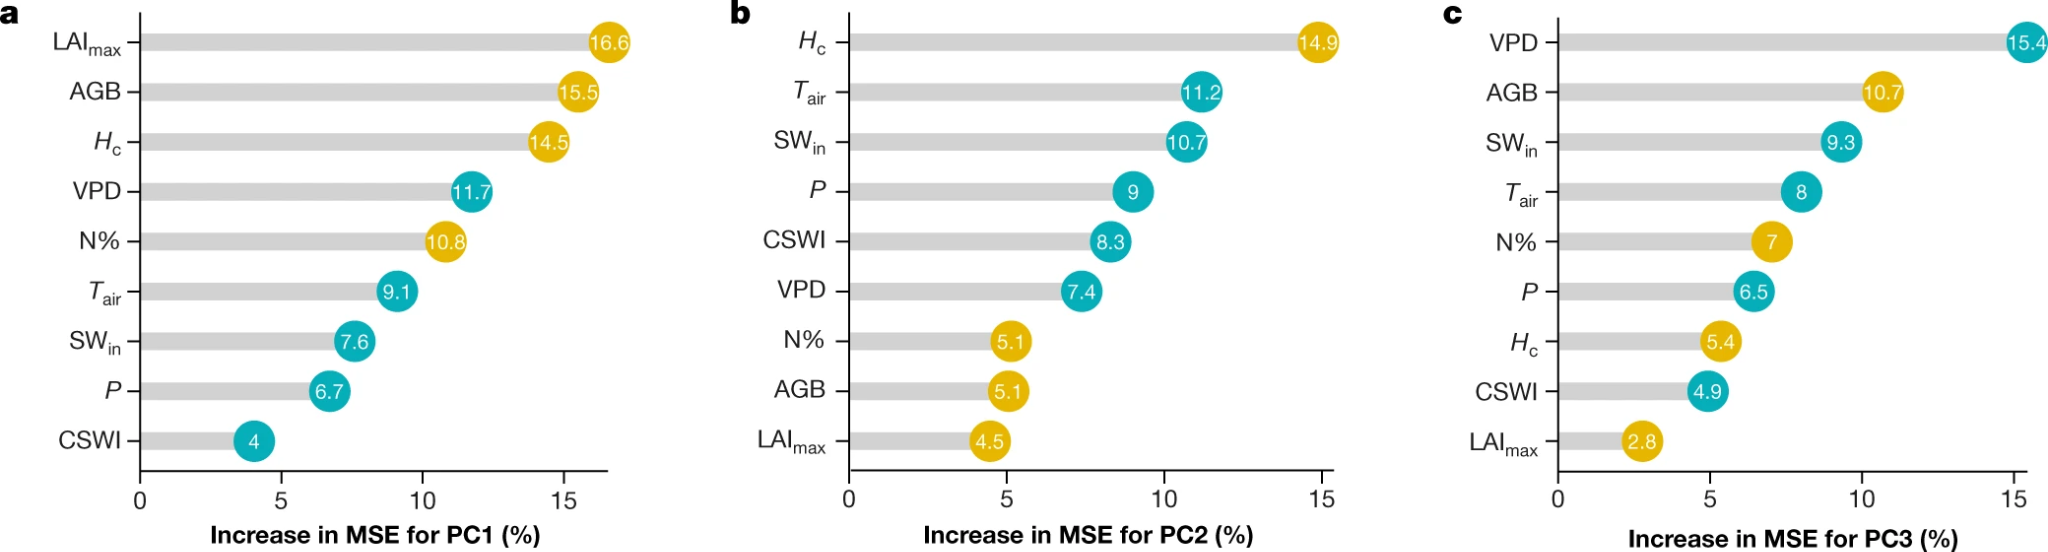 a
LAImax 16.6
AGB 15.5
Hc 14.5
VPD 11.7
N% 10.8
Tair 9.1
SWin 7.6
P 6.7
CSWI 4
0 5 10 15
Increase in MSE for PC1 (%)
b
Hc 14.9
Tair 11.2
SWin 10.7
P 9
CSWI 8.3
VPD 7.4
N% 5.1
AGB 5.1
LAImax 4.5
0 5 10 15
Increase in MSE for PC2 (%)
c
VPD 15.4
AGB 10.7
SWin 9.3
Tair 8
N% 7
P 6.5
Hc 5.4
CSWI 4.9
LAImax 2.8
0 5 10 15
Increase in MSE for PC3 (%)